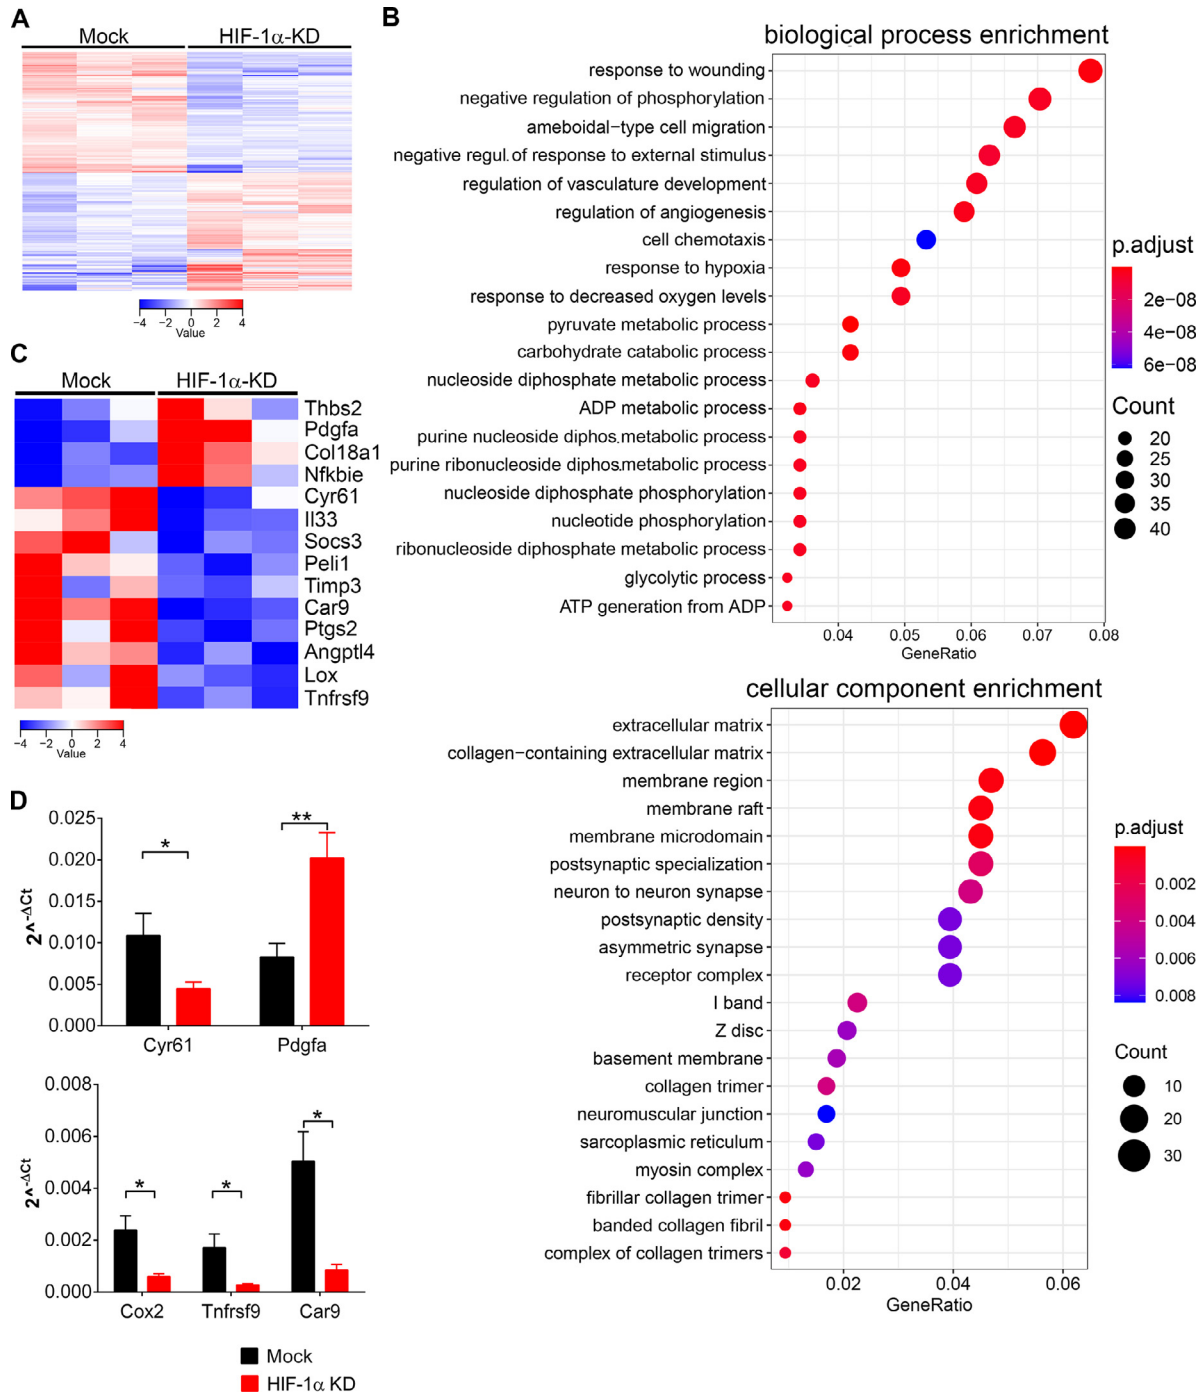 A
Mock
HIF-1α-KD
−4 −2 0 2 4
Value
B
biological process enrichment
response to wounding
negative regulation of phosphorylation
ameboidal−type cell migration
negative regul. of response to external stimulus
regulation of vasculature development
regulation of angiogenesis
cell chemotaxis
response to hypoxia
response to decreased oxygen levels
pyruvate metabolic process
carbohydrate catabolic process
nucleoside diphosphate metabolic process
ADP metabolic process
purine nucleoside diphos.metabolic process
purine ribonucleoside diphos.metabolic process
nucleoside diphosphate phosphorylation
nucleotide phosphorylation
ribonucleoside diphosphate metabolic process
glycolytic process
ATP generation from ADP
0.04 0.05 0.06 0.07 0.08
GeneRatio
p.adjust
2e−08
4e−08
6e−08
Count
20
25
30
35
40
C
Mock
HIF-1α-KD
Thbs2
Pdgfa
Col18a1
Nfkbie
Cyr61
Il33
Socs3
Peli1
Timp3
Car9
Ptgs2
Angptl4
Lox
Tnfrsf9
−4 −2 0 2 4
Value
cellular component enrichment
extracellular matrix
collagen−containing extracellular matrix
membrane region
membrane raft
membrane microdomain
postsynaptic specialization
neuron to neuron synapse
postsynaptic density
asymmetric synapse
receptor complex
I band
Z disc
basement membrane
collagen trimer
neuromuscular junction
sarcoplasmic reticulum
myosin complex
fibrillar collagen trimer
banded collagen fibril
complex of collagen trimers
0.02 0.04 0.06
GeneRatio
p.adjust
0.002
0.004
0.006
0.008
Count
10
20
30
D
2^-ΔCt
0.025
0.020
0.015
0.010
0.005
0.000
*
**
Cyr61 Pdgfa
2^-ΔCt
0.008
0.006
0.004
0.002
0.000
*
*
*
Cox2 Tnfrsf9 Car9
Mock
HIF-1α KD